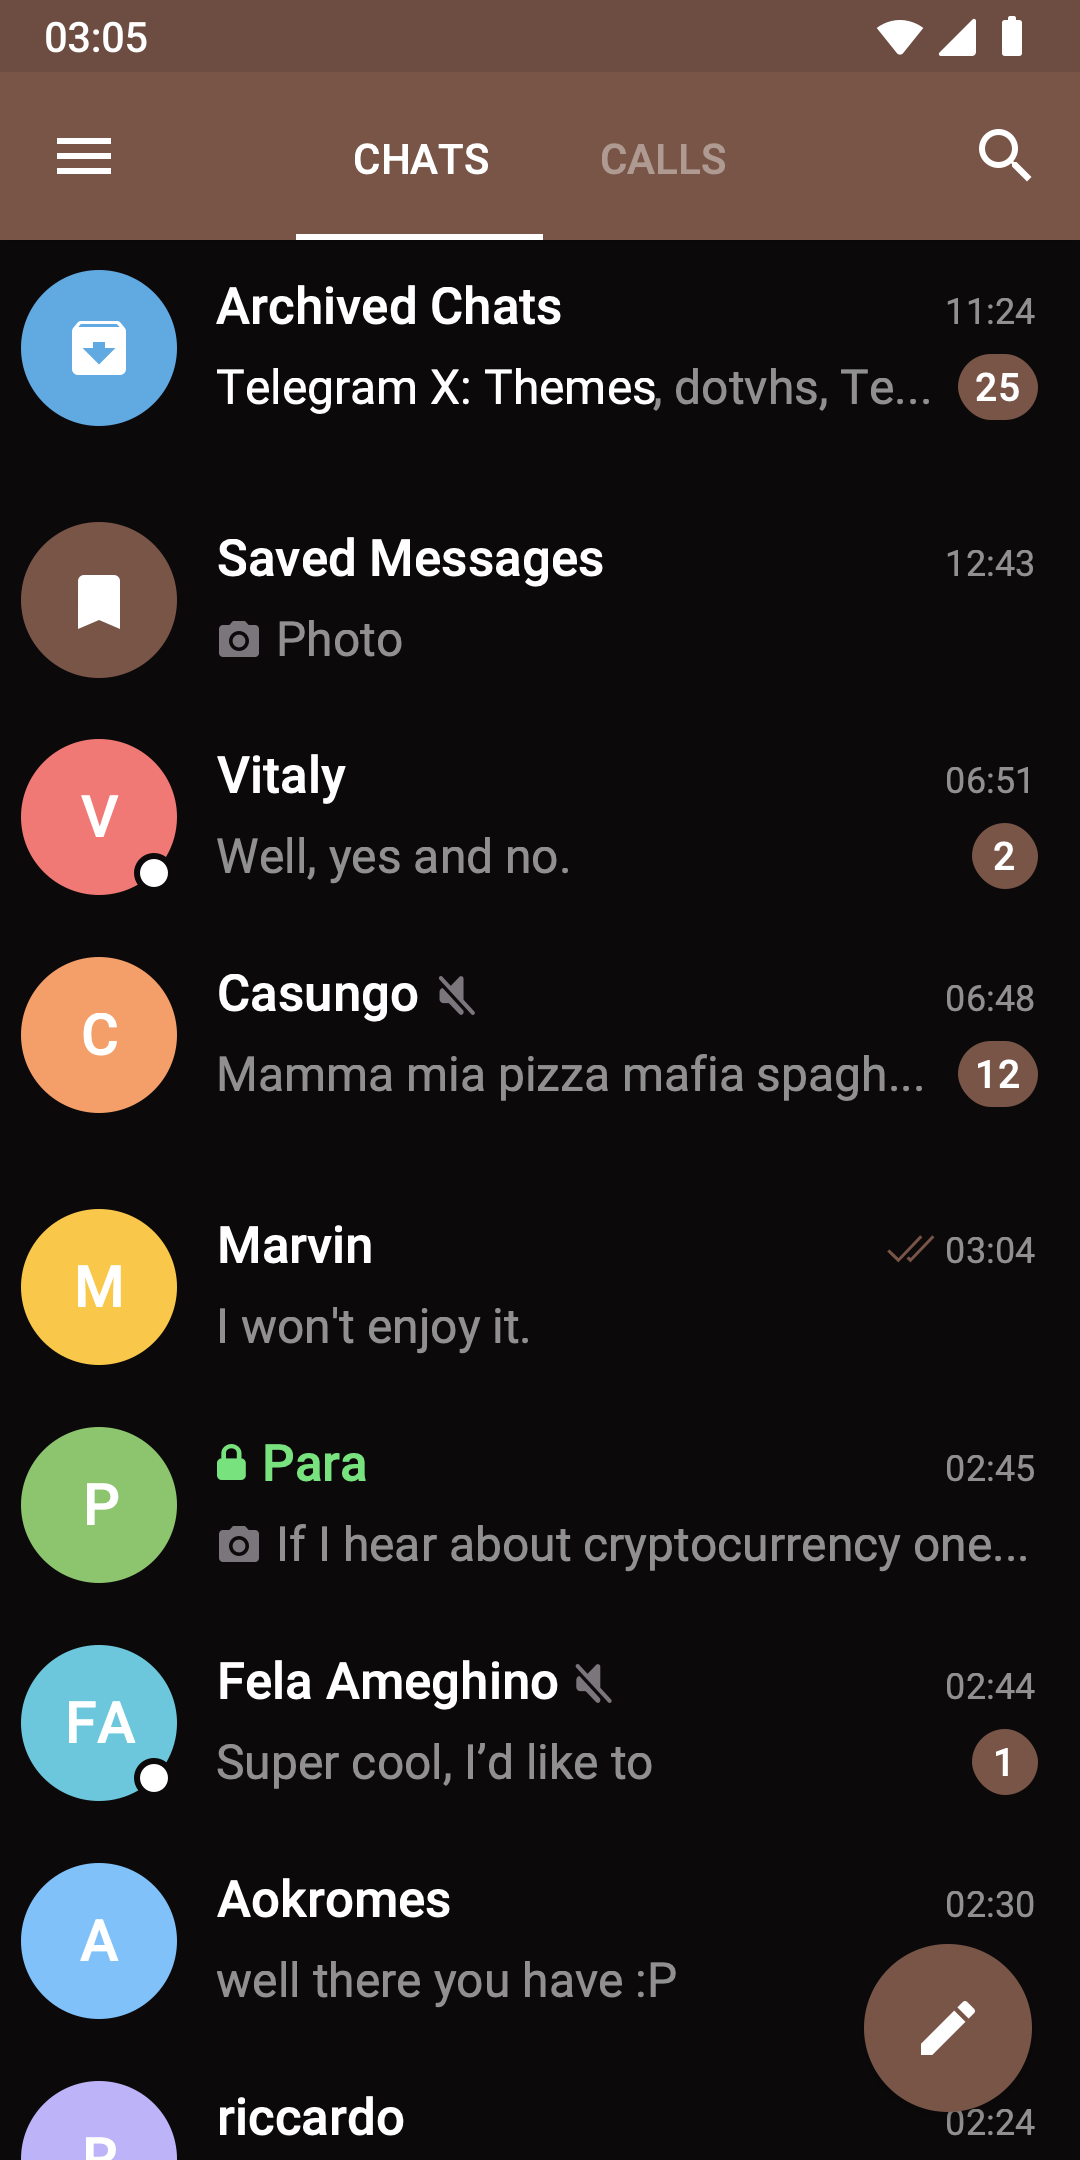 03:05
CHATS CALLS
Archived Chats 11:24
Telegram X: Themes, dotvhs, Te... 25
Saved Messages 12:43
Photo
V Vitaly 06:51
Well, yes and no. 2
C Casungo 06:48
Mamma mia pizza mafia spagh... 12
M Marvin 03:04
I won't enjoy it.
P Para 02:45
If I hear about cryptocurrency one...
FA Fela Ameghino 02:44
Super cool, I’d like to 1
A Aokromes 02:30
well there you have :P
R riccardo 02:24